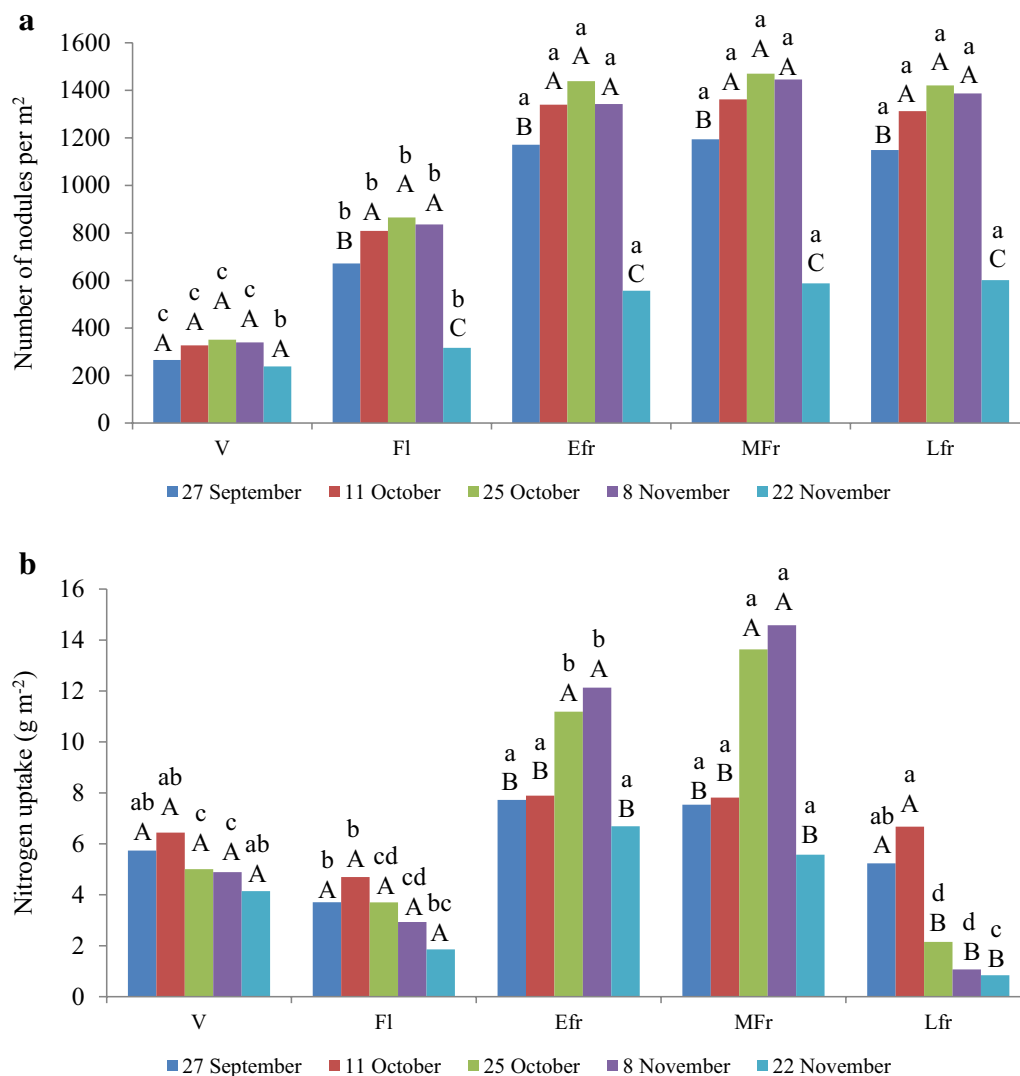 a
Number of nodules per m²
1600
1400
1200
1000
800
600
400
200
0
c
A
c
A
c
A
c
A
b
A
b
B
b
A
b
A
b
A
b
C
a
B
a
A
a
A
a
A
a
C
a
B
a
A
a
A
a
A
a
C
a
B
a
A
a
A
a
A
a
C
V Fl Efr MFr Lfr
27 September 11 October 25 October 8 November 22 November
b
Nitrogen uptake (g m⁻²)
16
14
12
10
8
6
4
2
0
ab
A
ab
A
c
A
c
A
ab
A
b
A
b
A
cd
A
cd
A
bc
A
a
B
a
B
b
A
b
A
a
B
a
B
a
B
a
A
a
A
a
B
ab
A
a
A
d
B
d
B
c
B
V Fl Efr MFr Lfr
27 September 11 October 25 October 8 November 22 November